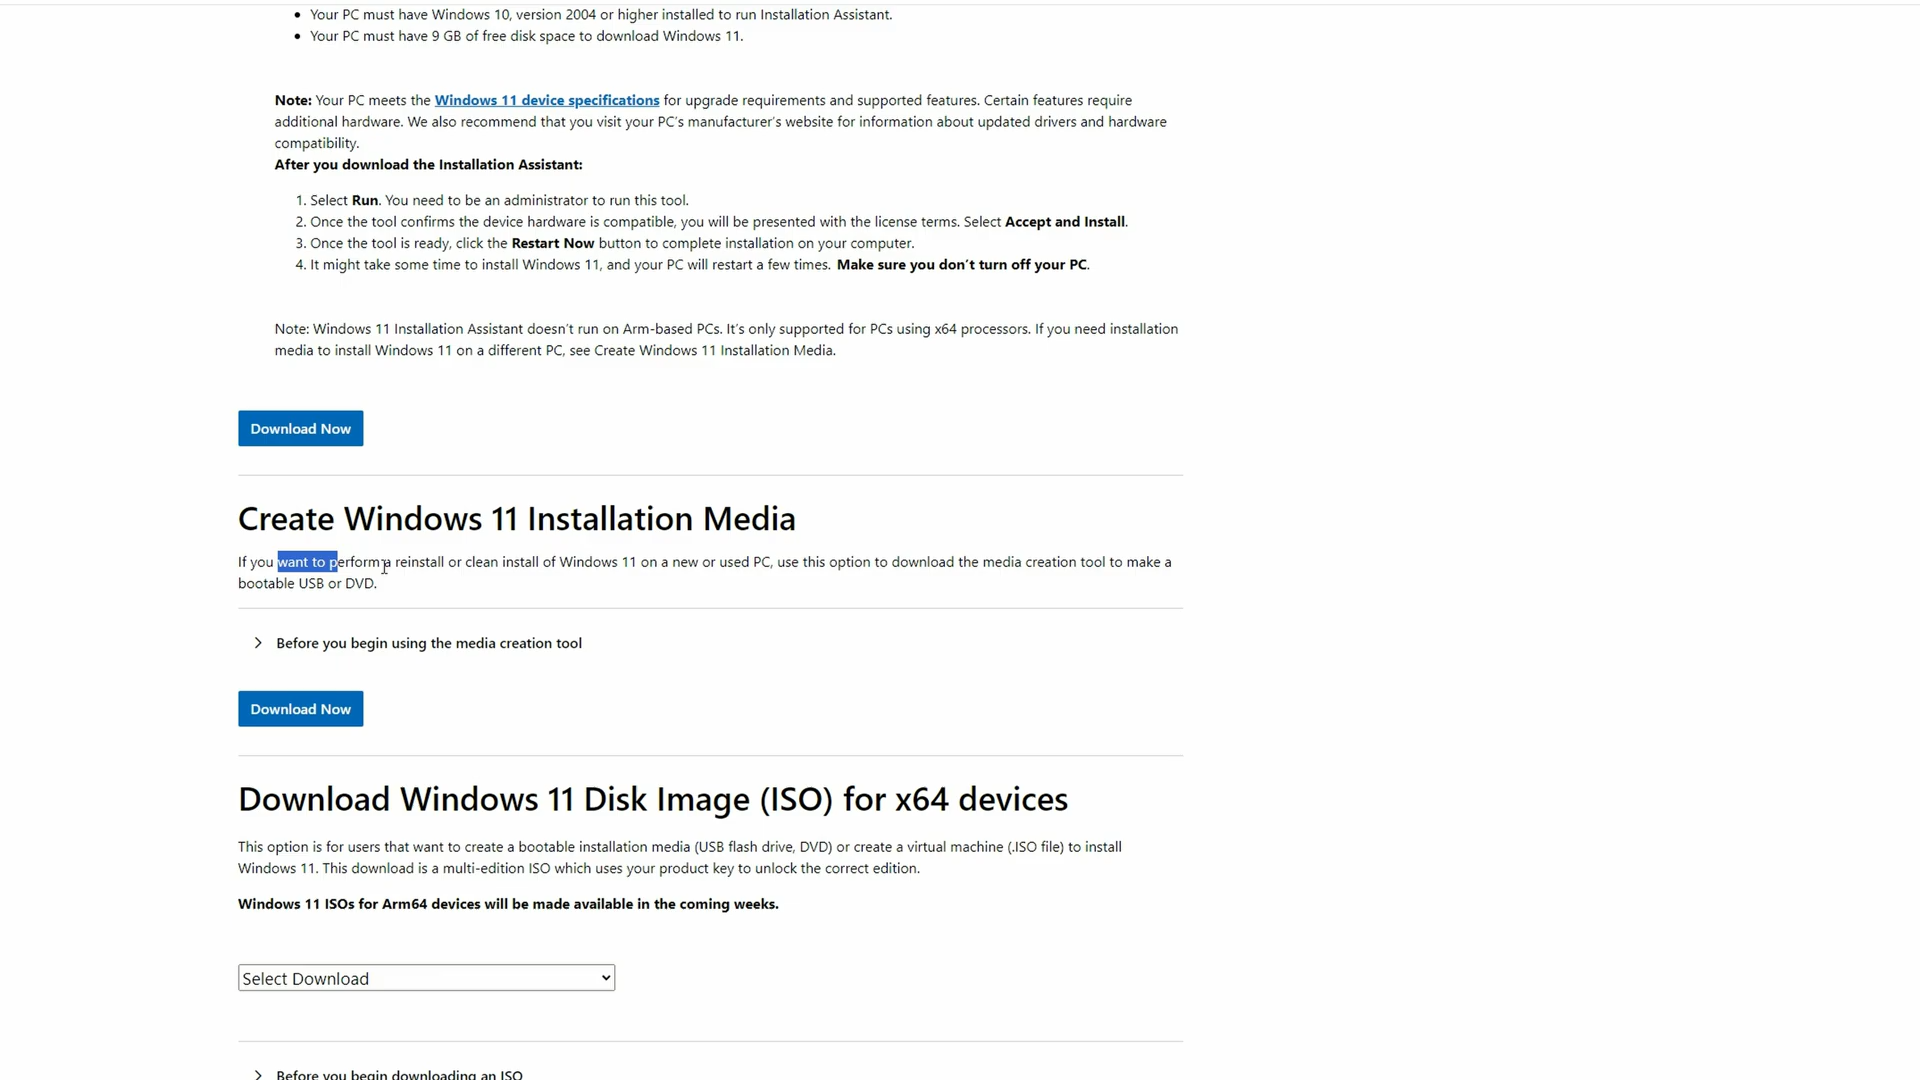 • Your PC must have Windows 10, version 2004 or higher installed to run Installation Assistant.
• Your PC must have 9 GB of free disk space to download Windows 11.
Note: Your PC meets the Windows 11 device specifications for upgrade requirements and supported features. Certain features require
additional hardware. We also recommend that you visit your PC's manufacturer's website for information about updated drivers and hardware
compatibility.
After you download the Installation Assistant:
1. Select Run. You need to be an administrator to run this tool.
2. Once the tool confirms the device hardware is compatible, you will be presented with the license terms. Select Accept and Install.
3. Once the tool is ready, click the Restart Now button to complete installation on your computer.
4. It might take some time to install Windows 11, and your PC will restart a few times. Make sure you don't turn off your PC.
Note: Windows 11 Installation Assistant doesn't run on Arm-based PCs. It's only supported for PCs using x64 processors. If you need installation
media to install Windows 11 on a different PC, see Create Windows 11 Installation Media.
Download Now
Create Windows 11 Installation Media
If you want to perform a reinstall or clean install of Windows 11 on a new or used PC, use this option to download the media creation tool to make a
bootable USB or DVD.
Before you begin using the media creation tool
Download Now
Download Windows 11 Disk Image (ISO) for x64 devices
This option is for users that want to create a bootable installation media (USB flash drive, DVD) or create a virtual machine (.ISO file) to install
Windows 11. This download is a multi-edition ISO which uses your product key to unlock the correct edition.
Windows 11 ISOs for Arm64 devices will be made available in the coming weeks.
Select Download
Before you begin downloading an ISO